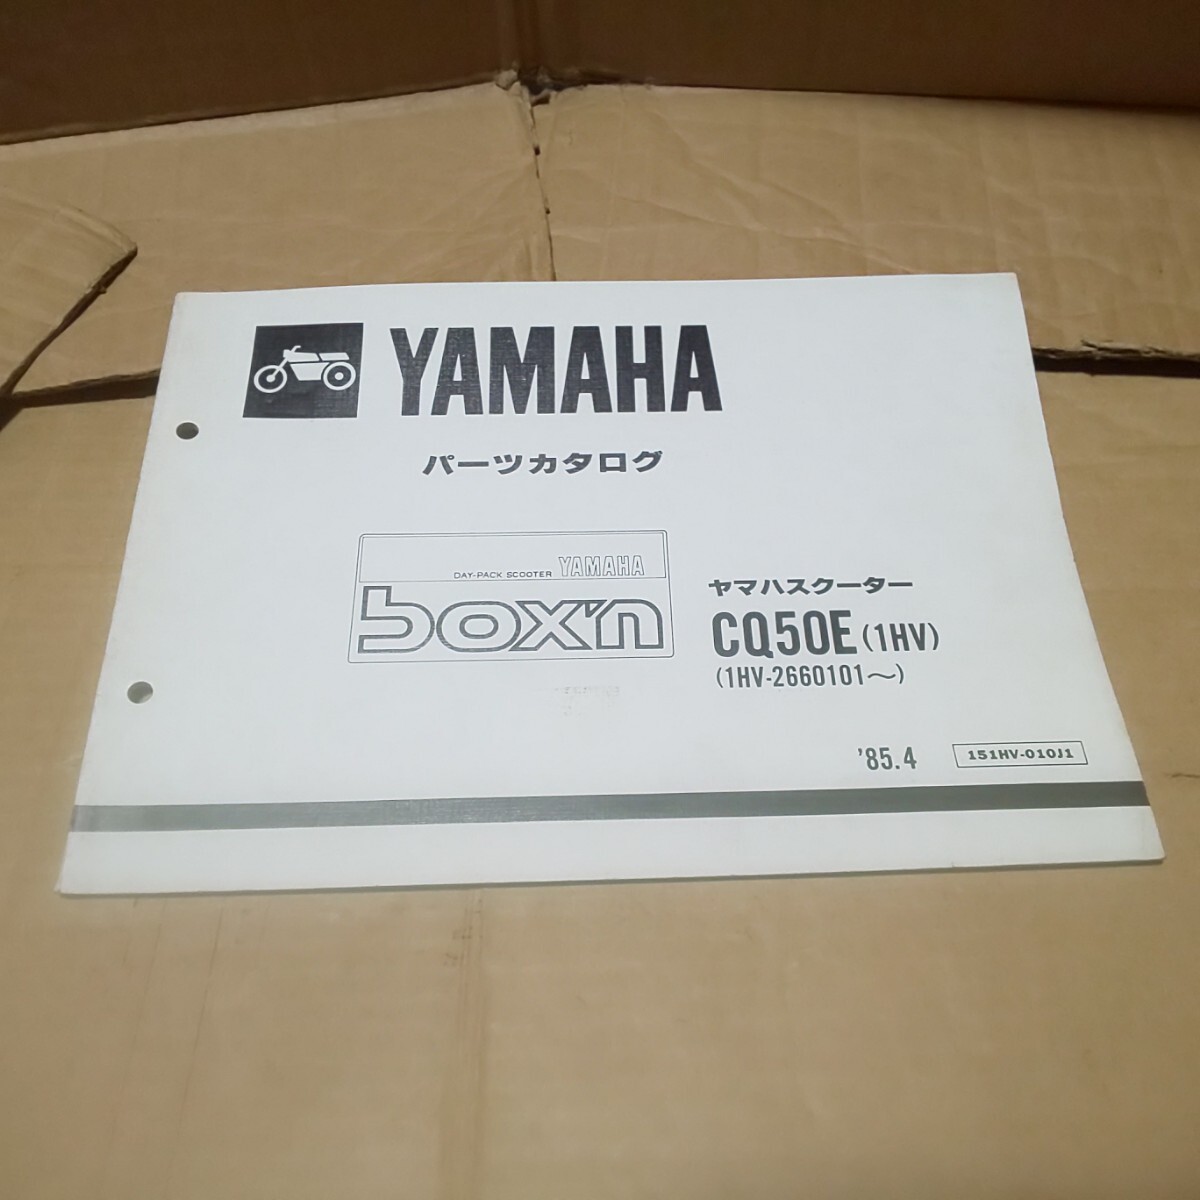 YAMAHA
パーツカタログ
DAY-PACK SCOOTER YAMAHA
box'n
ヤマハスクーター
CQ50E(1HV)
(1HV-2660101～)
'85.4
151HV-010J1